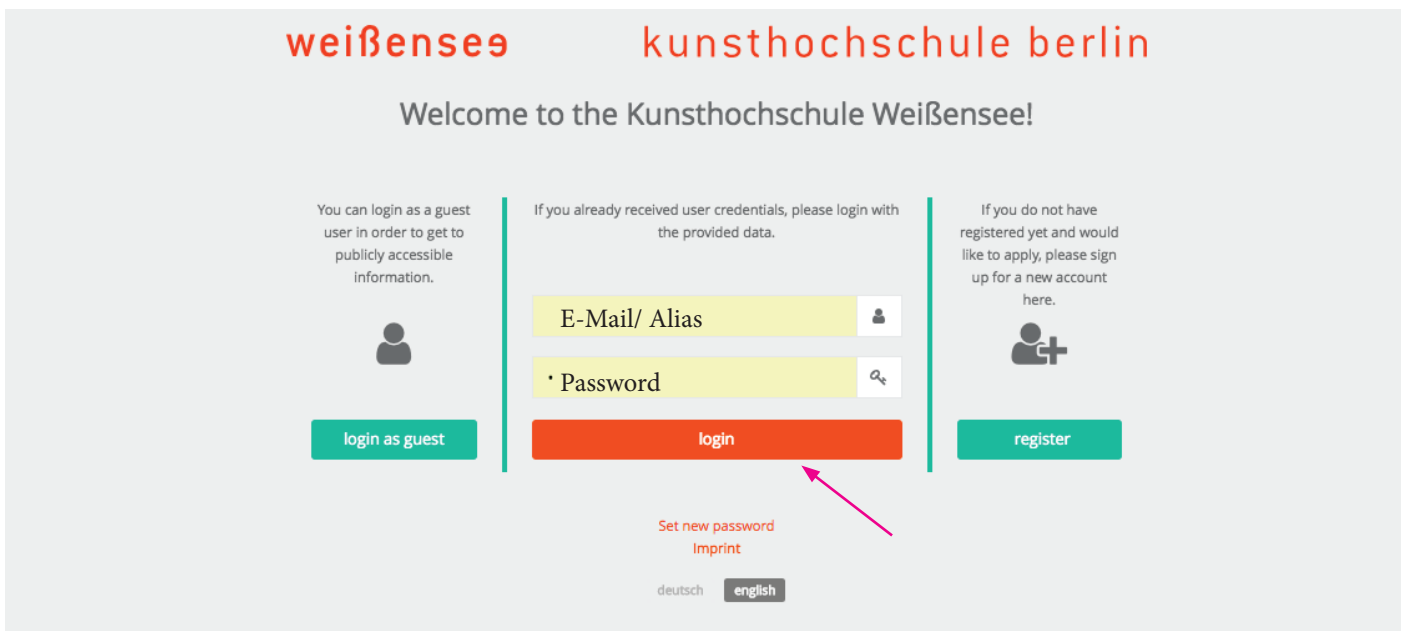 weißensee kunsthochschule berlin
Welcome to the Kunsthochschule Weißensee!
You can login as a guest
user in order to get to
publicly accessible
information.
login as guest
If you already received user credentials, please login with
the provided data.
E-Mail/ Alias
Password
login
If you do not have
registered yet and would
like to apply, please sign
up for a new account
here.
register
Set new password
Imprint
deutsch english